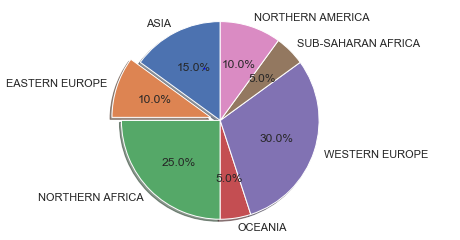 NORTHERN AMERICA
ASIA
SUB-SAHARAN AFRICA
10.0%
15.0%
5.0%
EASTERN EUROPE
10.0%
30.0%
WESTERN EUROPE
25.0%
5.0%
NORTHERN AFRICA
OCEANIA